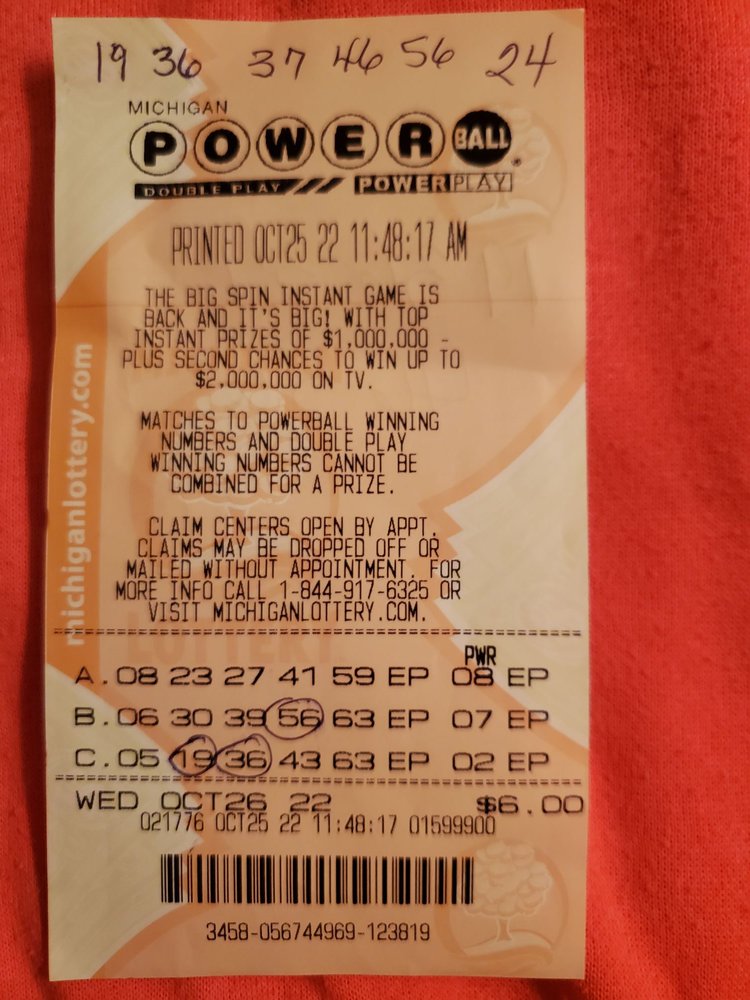 19 36 37 46 56 24
MICHIGAN
POWER BALL
DOUBLE PLAY POWERPLAY
PRINTED OCT25 22 11:48:17 AM
THE BIG SPIN INSTANT GAME IS
BACK AND IT'S BIG! WITH TOP
INSTANT PRIZES OF $1,000,000 -
PLUS SECOND CHANCES TO WIN UP TO
$2,000,000 ON TV.
MATCHES TO POWERBALL WINNING
NUMBERS AND DOUBLE PLAY
WINNING NUMBERS CANNOT BE
COMBINED FOR A PRIZE.
CLAIM CENTERS OPEN BY APPT.
CLAIMS MAY BE DROPPED OFF OR
MAILED WITHOUT APPOINTMENT. FOR
MORE INFO CALL 1-844-917-6325 OR
VISIT MICHIGANLOTTERY.COM.
michiganlottery.com
LOTTERY
PWR
A.08 23 27 41 59 EP 08 EP
B.06 30 39 56 63 EP 07 EP
C.05 19 36 43 63 EP 02 EP
WED OCT26 22 $6.00
021776 OCT25 22 11:48:17 01599900
3458-056744969-123819